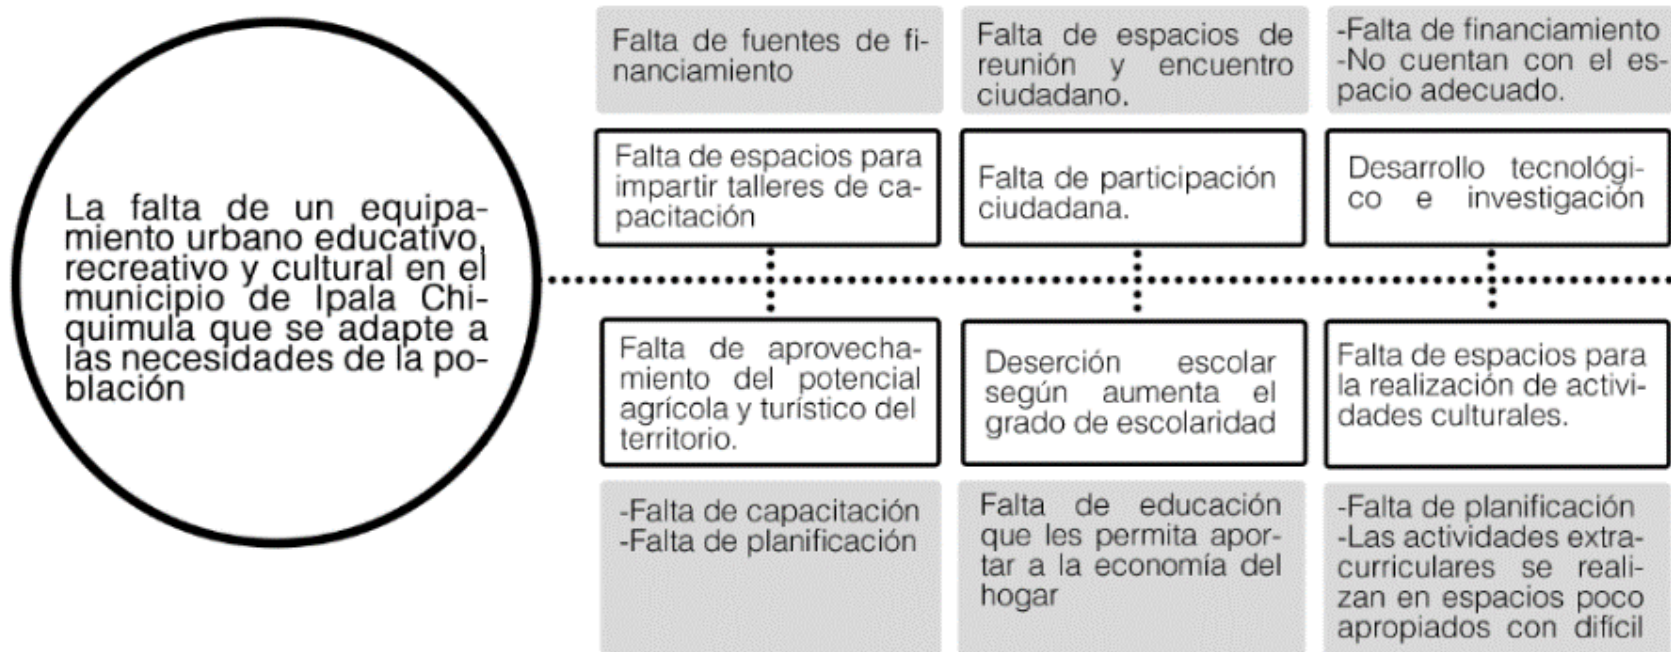 La falta de un equipa-
miento urbano educativo,
recreativo y cultural en el
municipio de Ipala Chi-
quimula que se adapte a
las necesidades de la po-
blación
Falta de fuentes de fi-
nanciamiento
Falta de espacios de
reunión y encuentro
ciudadano.
-Falta de financiamiento
-No cuentan con el es-
pacio adecuado.
Falta de espacios para
impartir talleres de ca-
pacitación
Falta de participación
ciudadana.
Desarrollo tecnológi-
co e investigación
Falta de aprovecha-
miento del potencial
agrícola y turístico del
territorio.
Deserción escolar
según aumenta el
grado de escolaridad
Falta de espacios para
la realización de activi-
dades culturales.
-Falta de capacitación
-Falta de planificación
Falta de educación
que les permita apor-
tar a la economía del
hogar
-Falta de planificación
-Las actividades extra-
curriculares se reali-
zan en espacios poco
apropiados con difícil